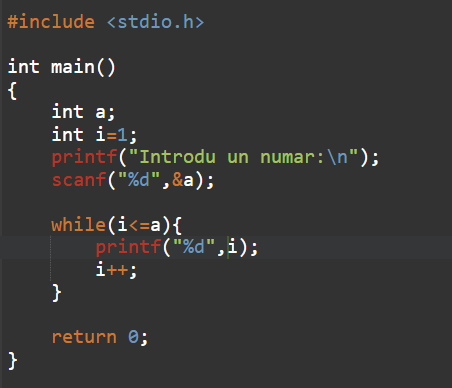 #include <stdio.h>
int main()
{
int a;
int i=1;
printf("Introdu un numar:\n");
scanf("%d",&a);
while(i<=a){
printf("%d",i);
i++;
}
return 0;
}